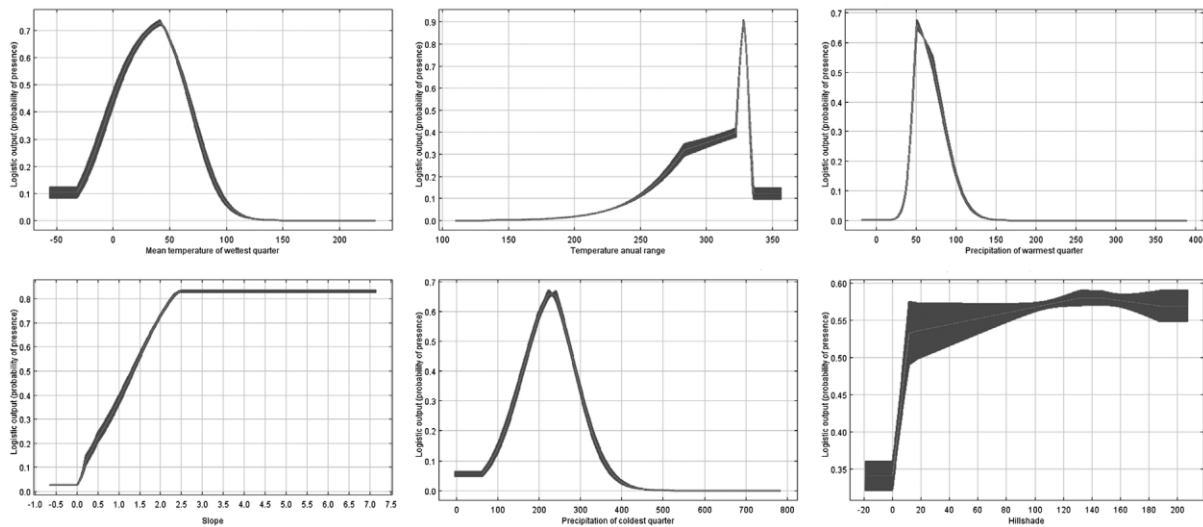 Logistic output (probability of presence)
0.7
0.6
0.5
0.4
0.3
0.2
0.1
0.0
-50 0 50 100 150 200
Mean temperature of wettest quarter
Logistic output (probability of presence)
0.9
0.8
0.7
0.6
0.5
0.4
0.3
0.2
0.1
0.0
100 150 200 250 300 350
Temperature anual range
Logistic output (probability of presence)
0.7
0.6
0.5
0.4
0.3
0.2
0.1
0.0
0 50 100 150 200 250 300 350 400
Precipitation of warmest quarter
Logistic output (probability of presence)
0.8
0.7
0.6
0.5
0.4
0.3
0.2
0.1
0.0
-1.0 -0.5 0.0 0.5 1.0 1.5 2.0 2.5 3.0 3.5 4.0 4.5 5.0 5.5 6.0 6.5 7.0 7.5
Slope
Logistic output (probability of presence)
0.7
0.6
0.5
0.4
0.3
0.2
0.1
0.0
0 100 200 300 400 500 600 700 800
Precipitation of coldest quarter
Logistic output (probability of presence)
0.60
0.55
0.50
0.45
0.40
0.35
-20 0 20 40 60 80 100 120 140 160 180 200
Hillshade